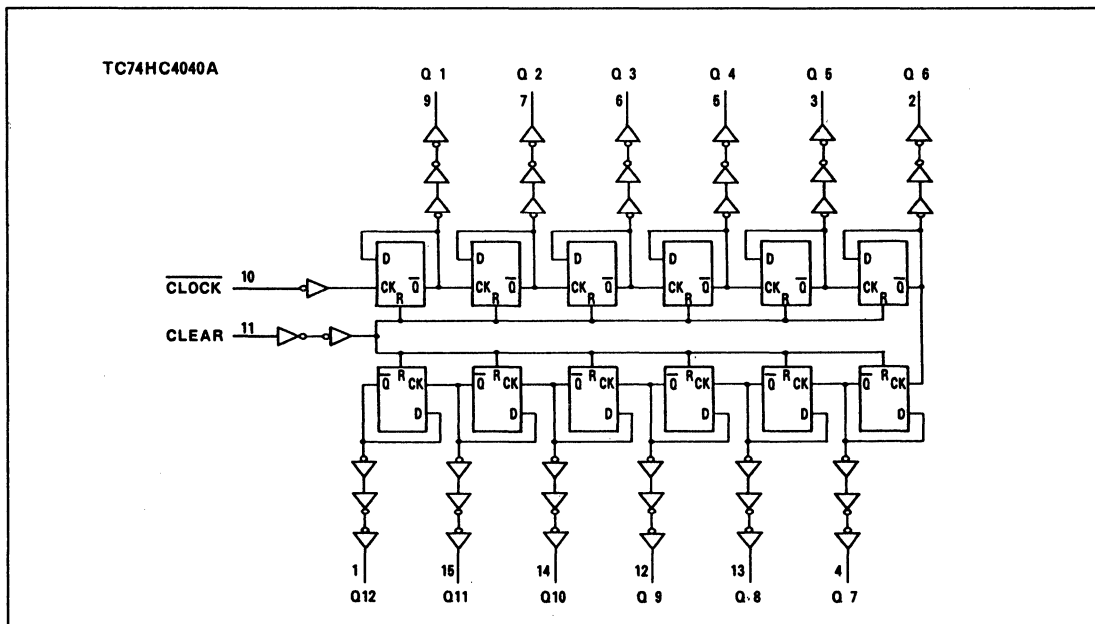 TC74HC4040A
Q 1 Q 2 Q 3 Q 4 Q 5 Q 6
9 7 6 5 3 2
D D D D D D
CLOCK 10
CK Q̅ CK Q̅ CK Q̅ CK Q̅ CK Q̅ CK Q̅
R R R R R R
CLEAR 11
Q̅ R CK Q̅ R CK Q̅ R CK Q̅ R CK Q̅ R CK Q̅ R CK
D D D D D D
1 15 14 12 13 4
Q12 Q11 Q10 Q 9 Q 8 Q 7